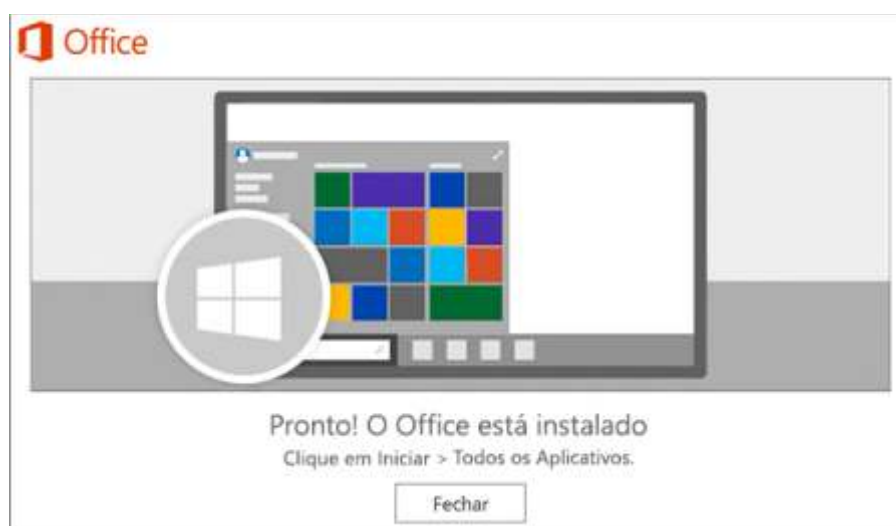 Office
Pronto! O Office está instalado
Clique em Iniciar > Todos os Aplicativos.
Fechar